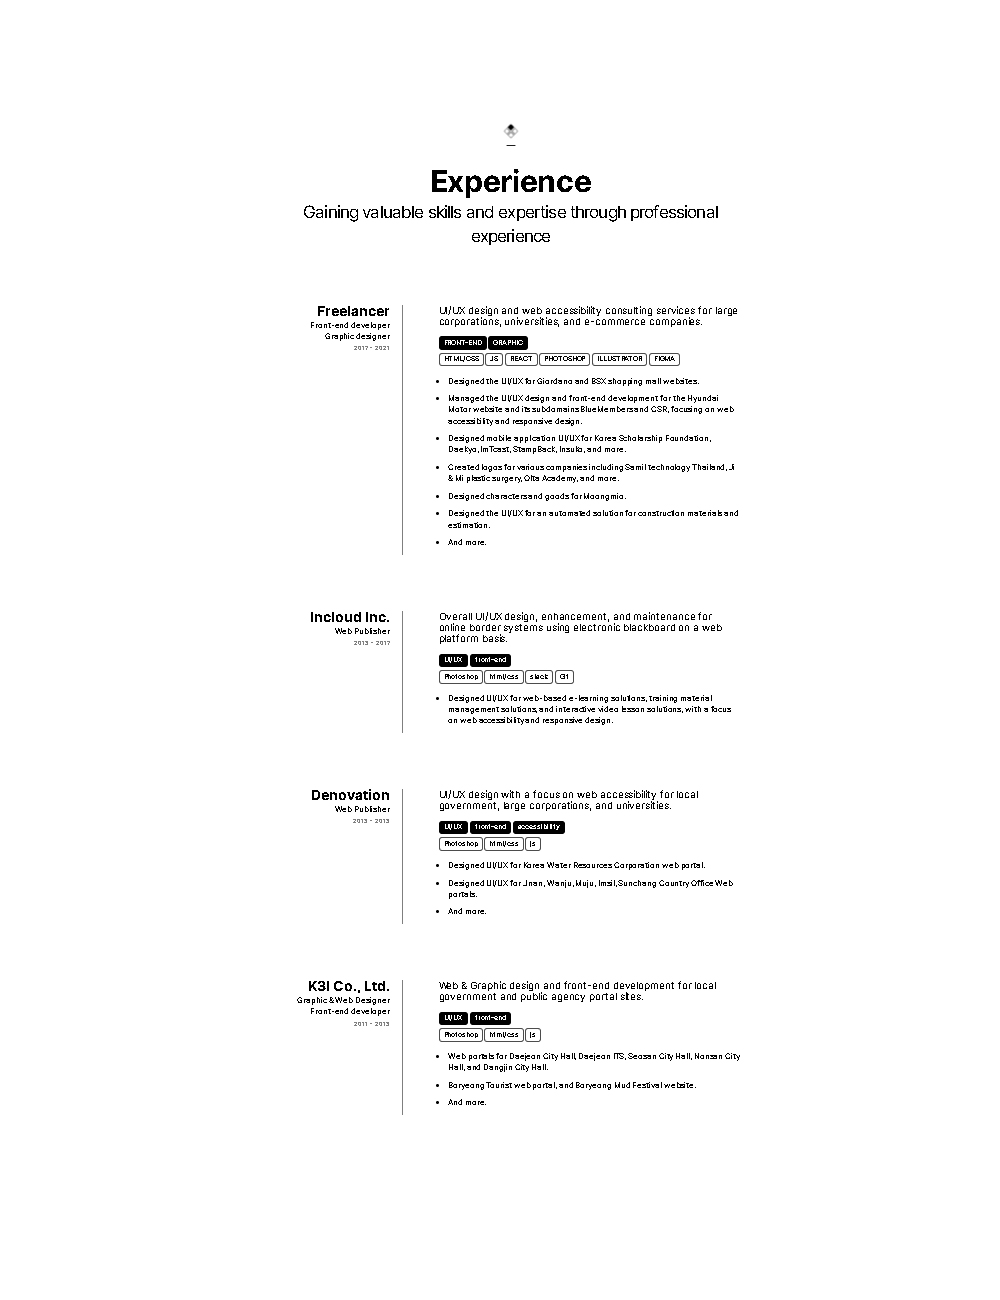 Experience
Gaining valuable skills and expertise through professional
experience
Freelancer
Front-end developer
Graphic designer
2017 - 2021
UI/UX design and web accessibility consulting services for large
corporations, universities, and e-commerce companies.
FRONT-END GRAPHIC
HTML/CSS JS REACT PHOTOSHOP ILLUSTRATOR FIGMA
• Designed the UI/UX for Giordano and BSX shopping mall websites.
• Managed the UI/UX design and front-end development for the Hyundai
Motor website and its subdomains BlueMembers and CSR, focusing on web
accessibility and responsive design.
• Designed mobile applcation UI/UX for Korea Scholarship Foundation,
Daekyo, ImTcast, StampBack, Insuko, and more.
• Created logos for various companies including Samil technology Thailand, Ji
& Mi plastic surgery, Olta Academy, and more.
• Designed characters and goods for Moongmio.
• Designed the UI/UX for an automated solution for construction materials and
estimation.
• And more.
Incloud Inc.
Web Publisher
2013 - 2017
Overall UI/UX design, enhancement, and maintenance for
online border systems using electronic blackboard on a web
platform basis.
UI/UX front-end
Photoshop html/css slack Git
• Designed UI/UX for web-based e-learning solutions, training material
management solutions, and interactive video lesson solutions, with a focus
on web accessibility and responsive design.
Denovation
Web Publisher
2013 - 2013
UI/UX design with a focus on web accessibility for local
government, large corporations, and universities.
UI/UX front-end accessibility
Photoshop html/css js
• Designed UI/UX for Korea Water Resources Corporation web portal.
• Designed UI/UX for Jinan, Wanju, Muju, Imsil, Sunchang Country Office Web
portals.
• And more.
K3I Co., Ltd.
Graphic & Web Designer
Front-end developer
2011 - 2013
Web & Graphic design and front-end development for local
government and public agency portal sites.
UI/UX front-end
Photoshop html/css js
• Web portals for Daejeon City Hall, Daejeon ITS, Seosan City Hall, Nonsan City
Hall, and Dangjin City Hall.
• Boryeong Tourist web portal, and Boryeong Mud Festival website.
• And more.